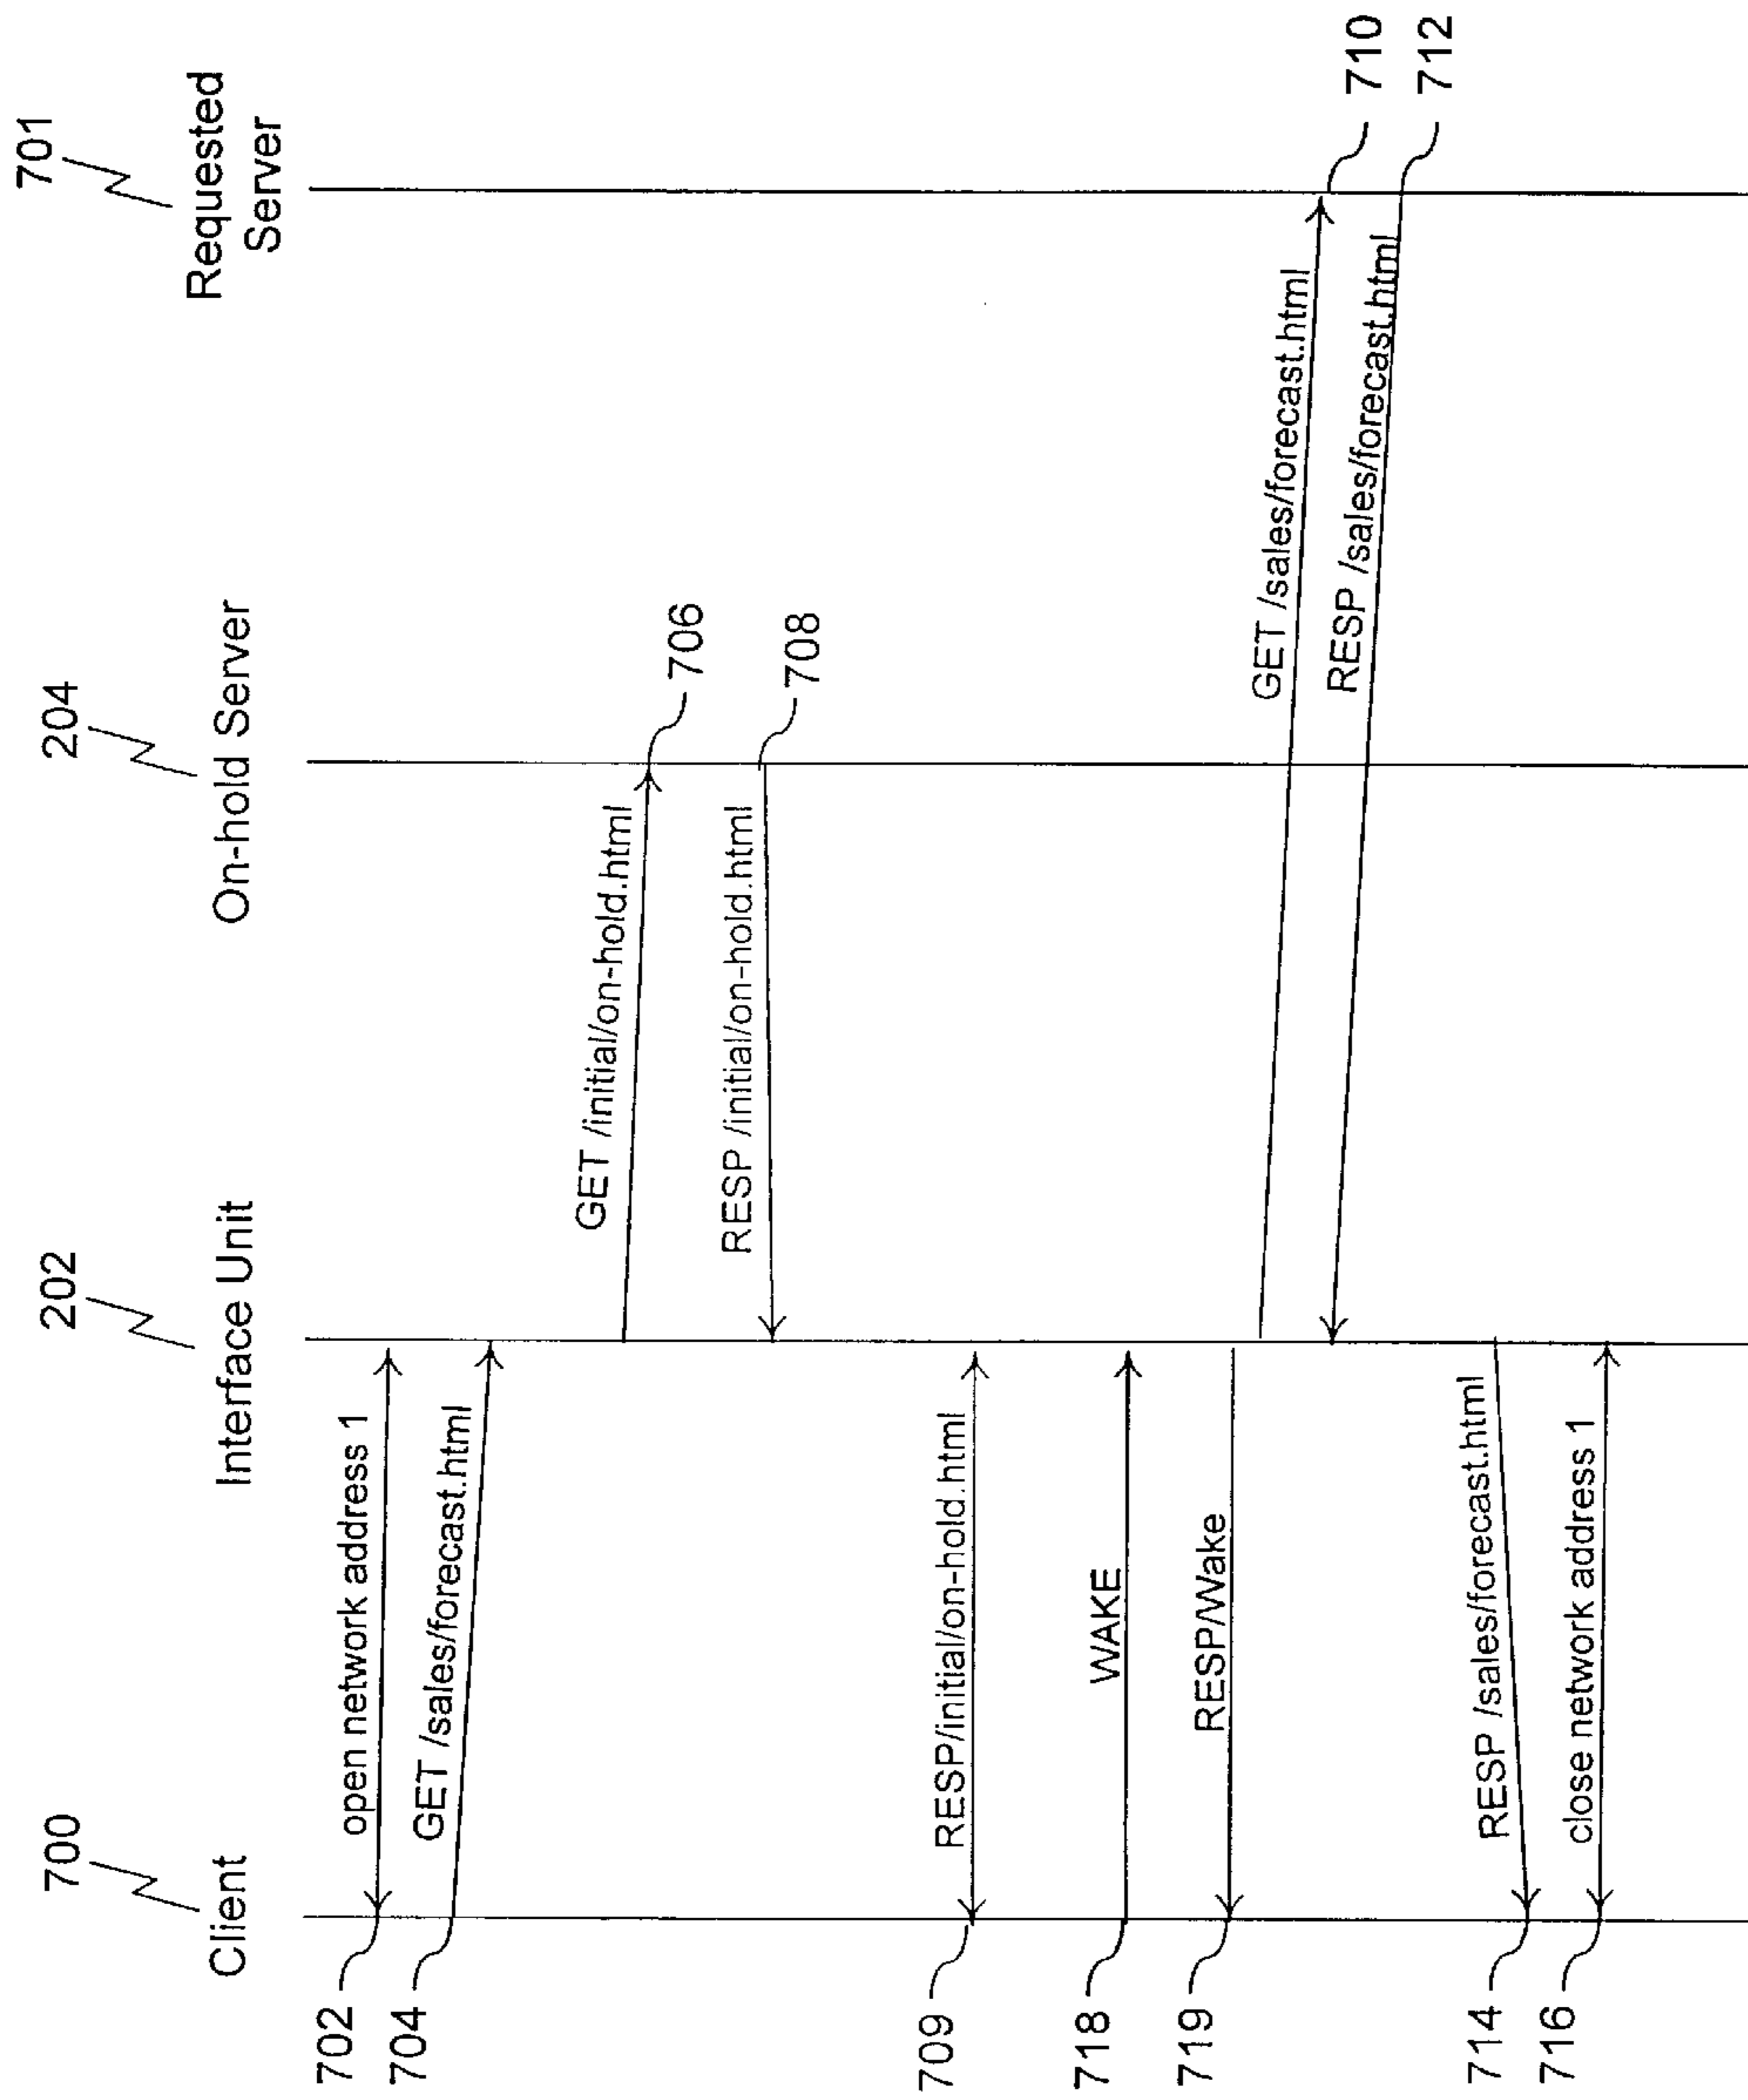 700
Client
202
Interface Unit
204
On-hold Server
701
Requested
Server
702
open network address 1
704
GET /sales/forecast.html
GET /initial/on-hold.html
706
RESP /initial/on-hold.html
708
709
RESP/initial/on-hold.html
718
WAKE
719
RESP/Wake
GET /sales/forecast.html
710
RESP /sales/forecast.html
712
714
RESP /sales/forecast.html
716
close network address 1